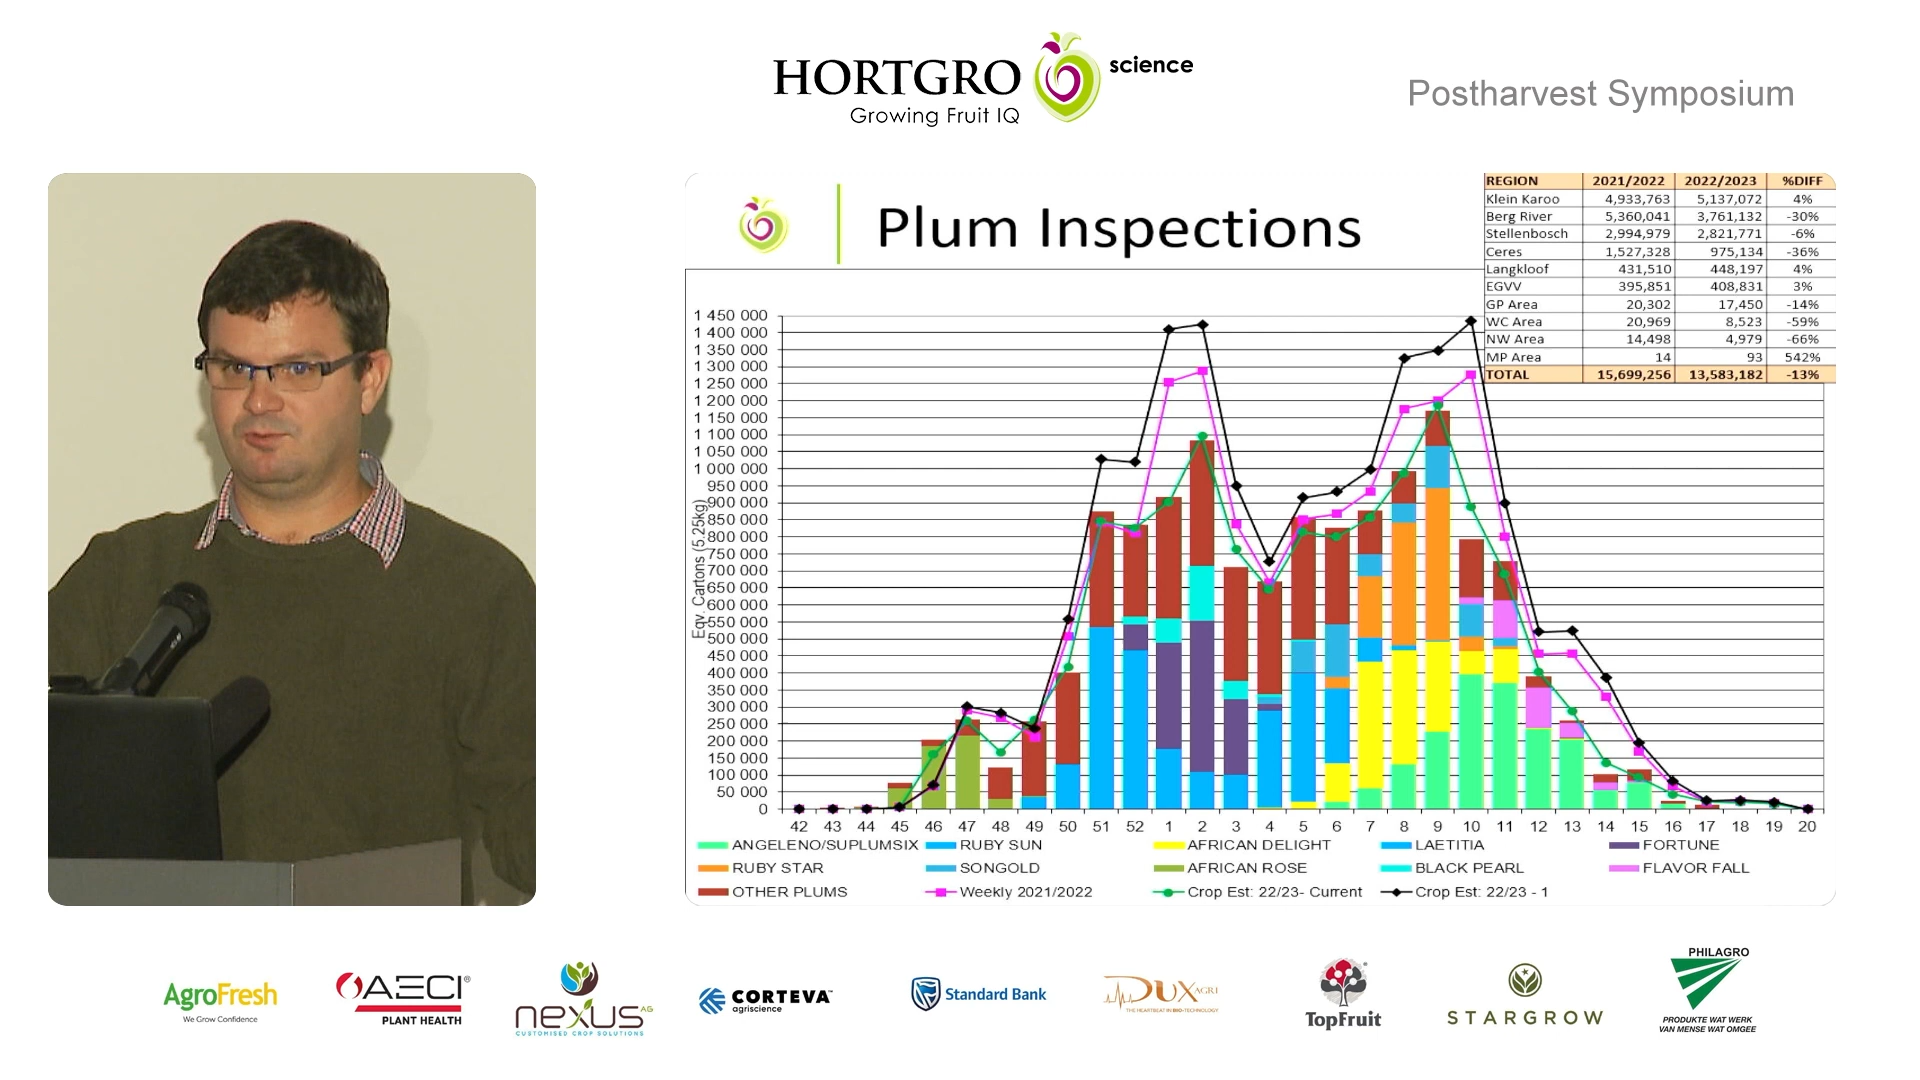 HORTGRO science
Growing Fruit IQ
Postharvest Symposium
Plum Inspections
REGION 2021/2022 2022/2023 %DIFF
Klein Karoo 4,933,763 5,137,072 4%
Berg River 5,360,041 3,761,132 -30%
Stellenbosch 2,994,979 2,821,771 -6%
Ceres 1,527,328 975,134 -36%
Langkloof 431,510 448,197 4%
EGVV 395,851 408,831 3%
GP Area 20,302 17,450 -14%
WC Area 20,969 8,523 -59%
NW Area 14,498 4,979 -66%
MP Area 14 93 542%
TOTAL 15,699,256 13,583,182 -13%
Eqv. Cartons (5.25kg)
1 450 000
1 400 000
1 350 000
1 300 000
1 250 000
1 200 000
1 150 000
1 100 000
1 050 000
1 000 000
950 000
900 000
850 000
800 000
750 000
700 000
650 000
600 000
550 000
500 000
450 000
400 000
350 000
300 000
250 000
200 000
150 000
100 000
50 000
0
42 43 44 45 46 47 48 49 50 51 52 1 2 3 4 5 6 7 8 9 10 11 12 13 14 15 16 17 18 19 20
ANGELENO/SUPLUMSIX RUBY SUN AFRICAN DELIGHT LAETITIA FORTUNE
RUBY STAR SONGOLD AFRICAN ROSE BLACK PEARL FLAVOR FALL
OTHER PLUMS Weekly 2021/2022 Crop Est: 22/23- Current Crop Est: 22/23 - 1
AgroFresh
We Grow Confidence
AECI®
PLANT HEALTH
nexus AG
CUSTOMISED CROP SOLUTIONS
CORTEVA™
agriscience
Standard Bank
DUX AGRI
THE HEARTBEAT IN BIO-TECHNOLOGY
TopFruit
STARGROW
PHILAGRO
PRODUKTE WAT WERK
VAN MENSE WAT OMGEE